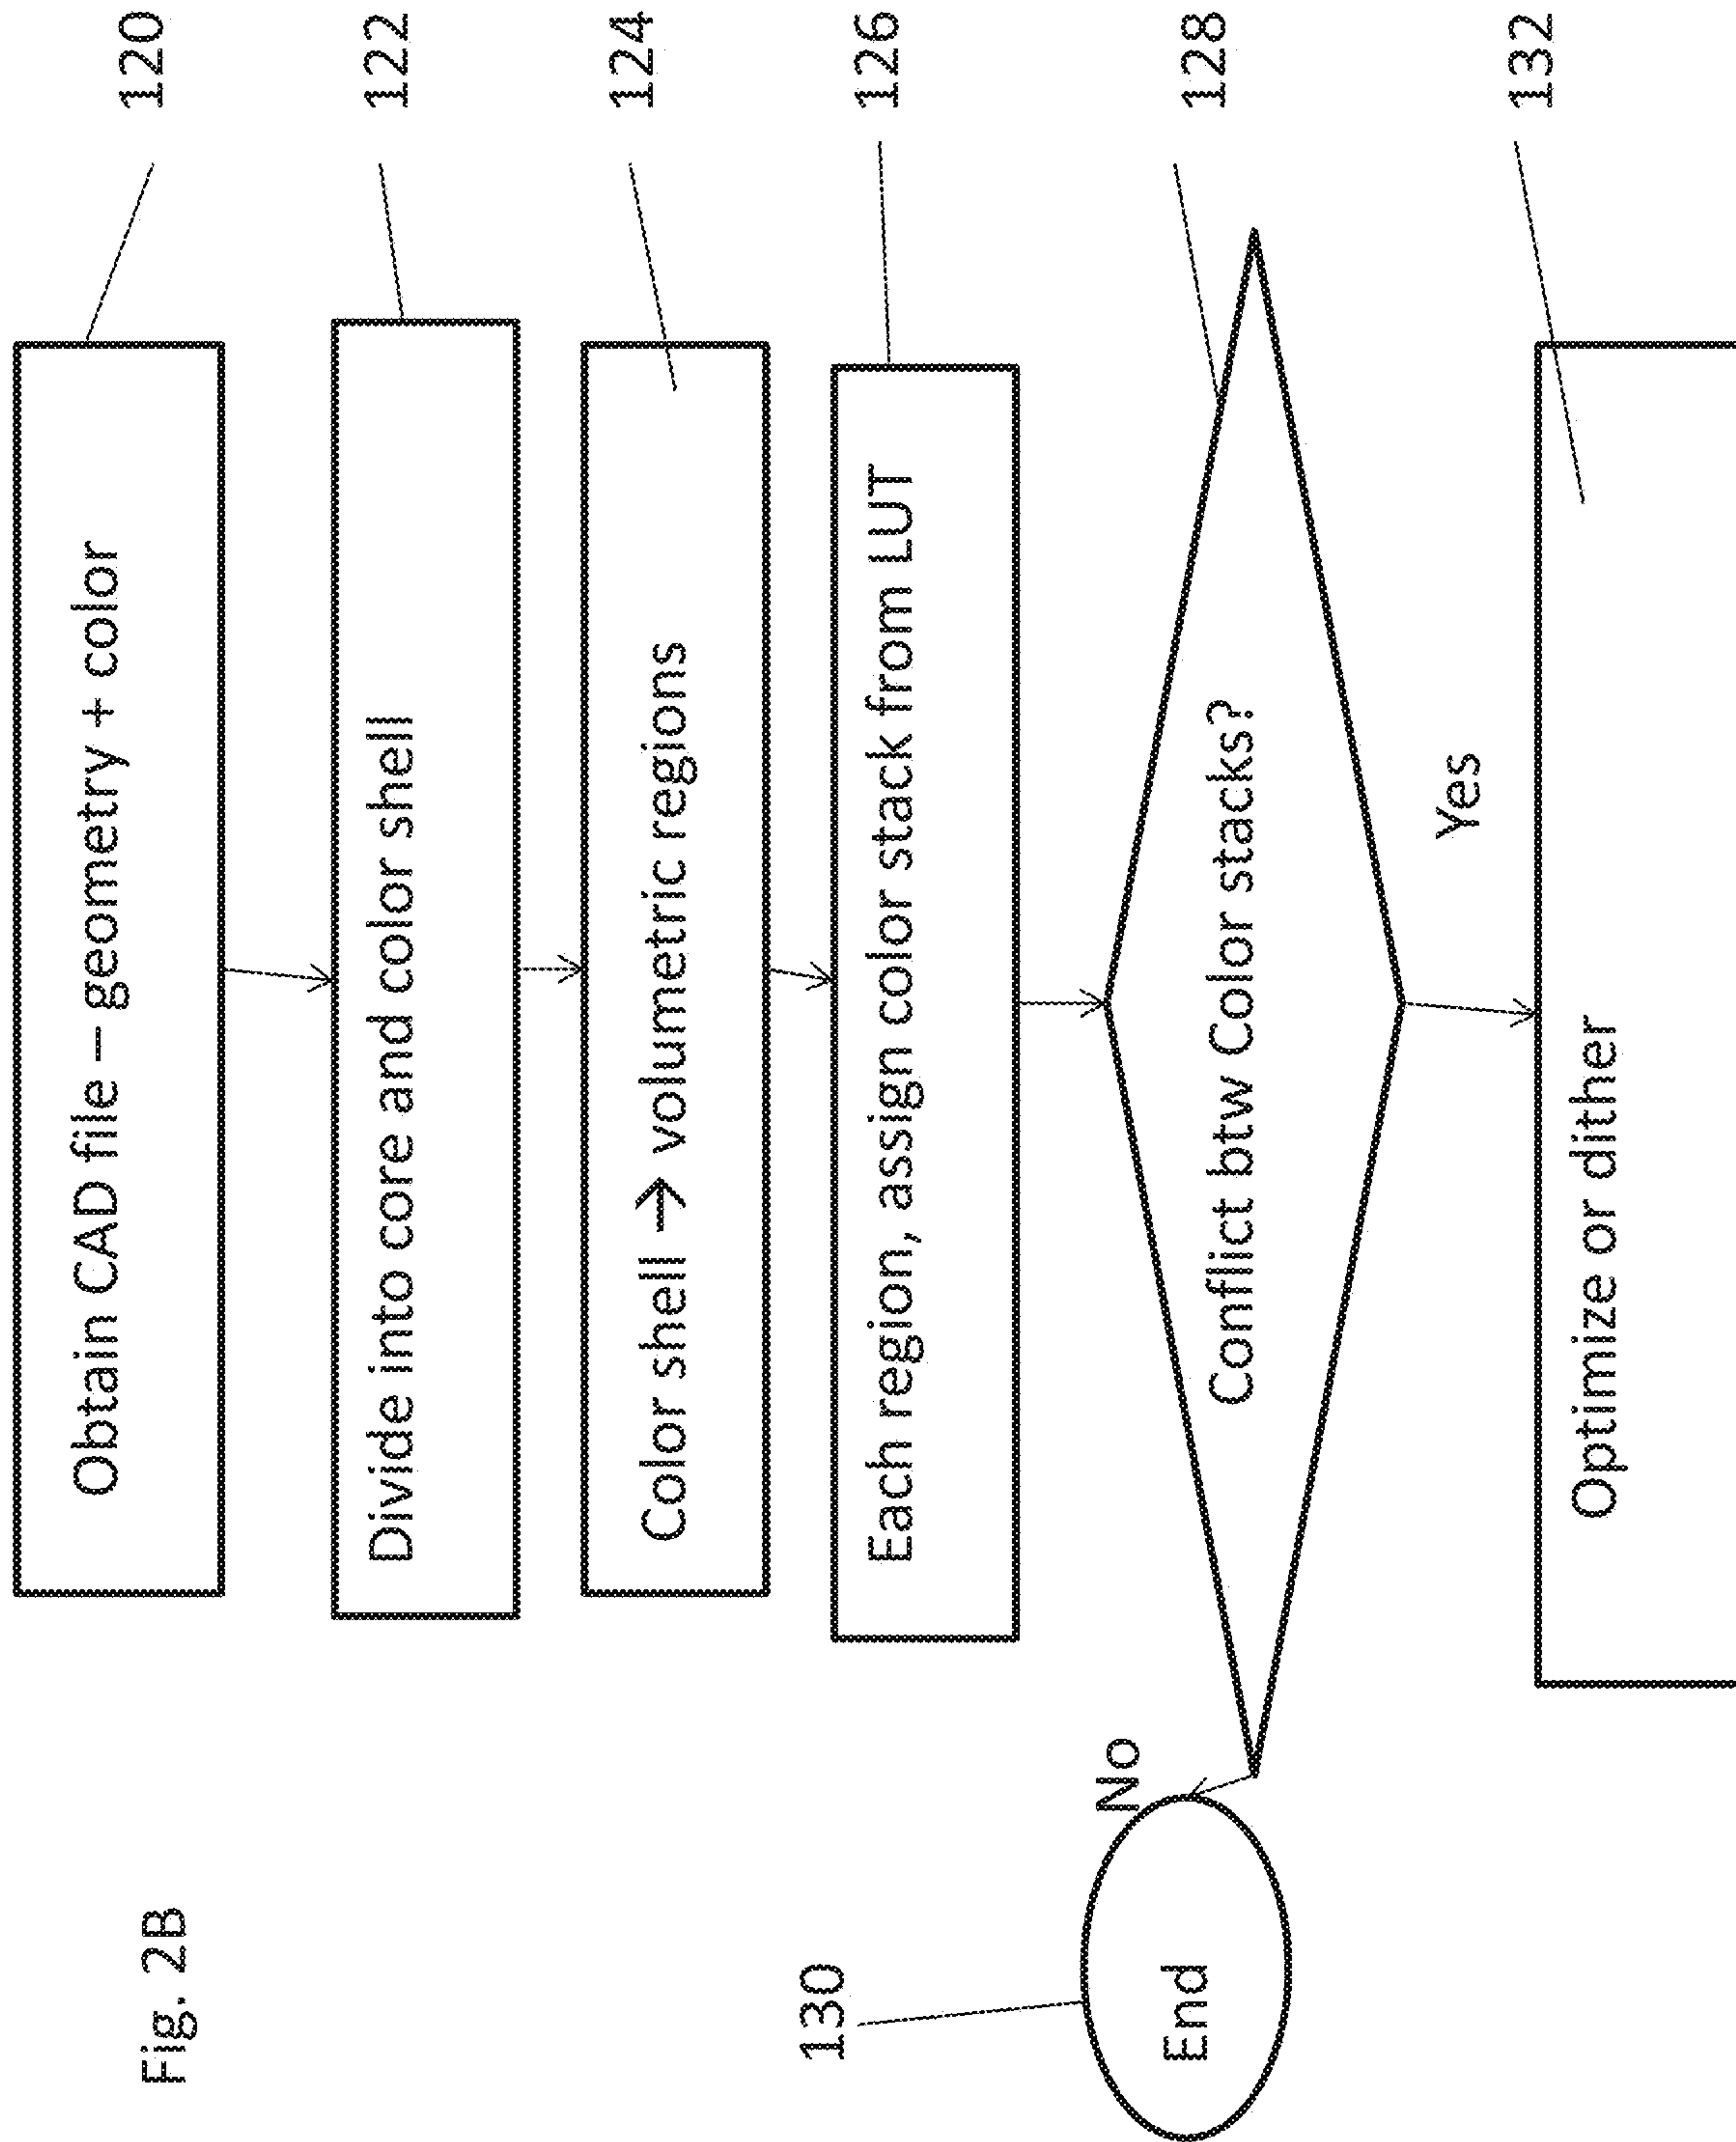 Fig. 2B
Obtain CAD file – geometry + color
120
Divide into core and color shell
122
Color shell → volumetric regions
124
Each region, assign color stack from LUT
126
130
End
No
Conflict btw Color stacks?
128
Yes
Optimize or dither
132